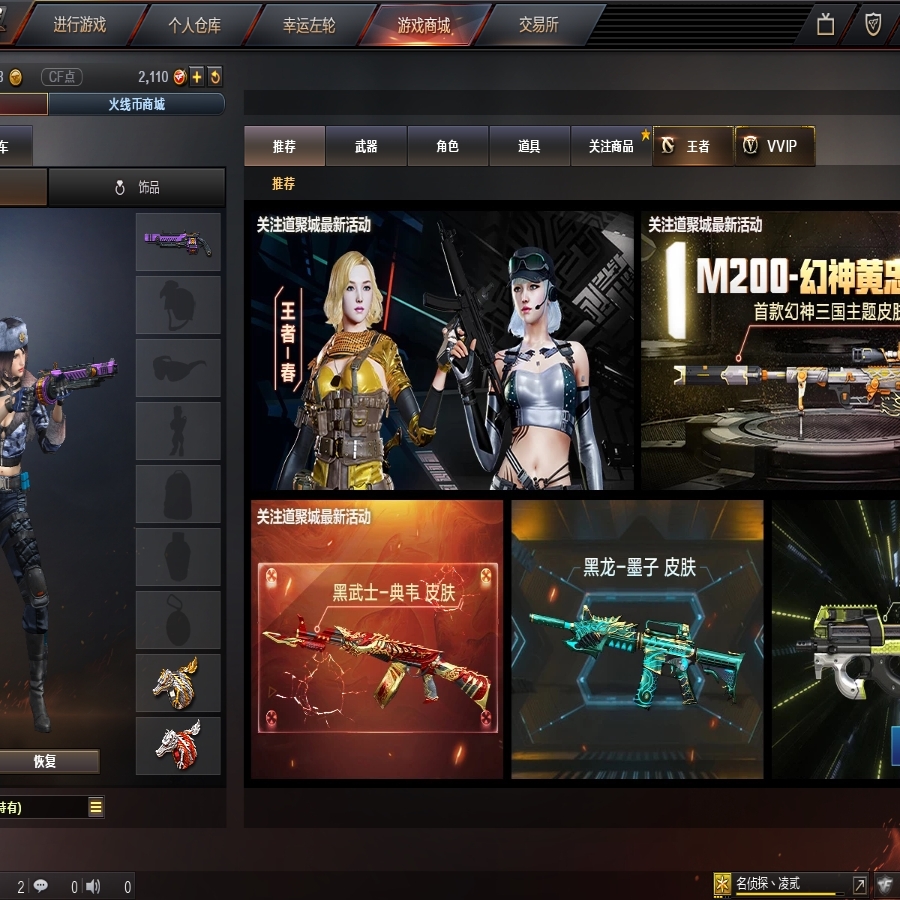 进行游戏
个人仓库
幸运左轮
游戏商城
交易所
CF点
2,110
火线币商城
车
饰品
推荐
武器
角色
道具
关注商品
王者
VVIP
推荐
关注道聚城最新活动
王者-春
关注道聚城最新活动
M200-幻神黄忠
首款幻神三国主题皮肤
关注道聚城最新活动
黑武士-典韦 皮肤
黑龙-墨子 皮肤
恢复
持有)
2
0
0
名侦探、凌贰